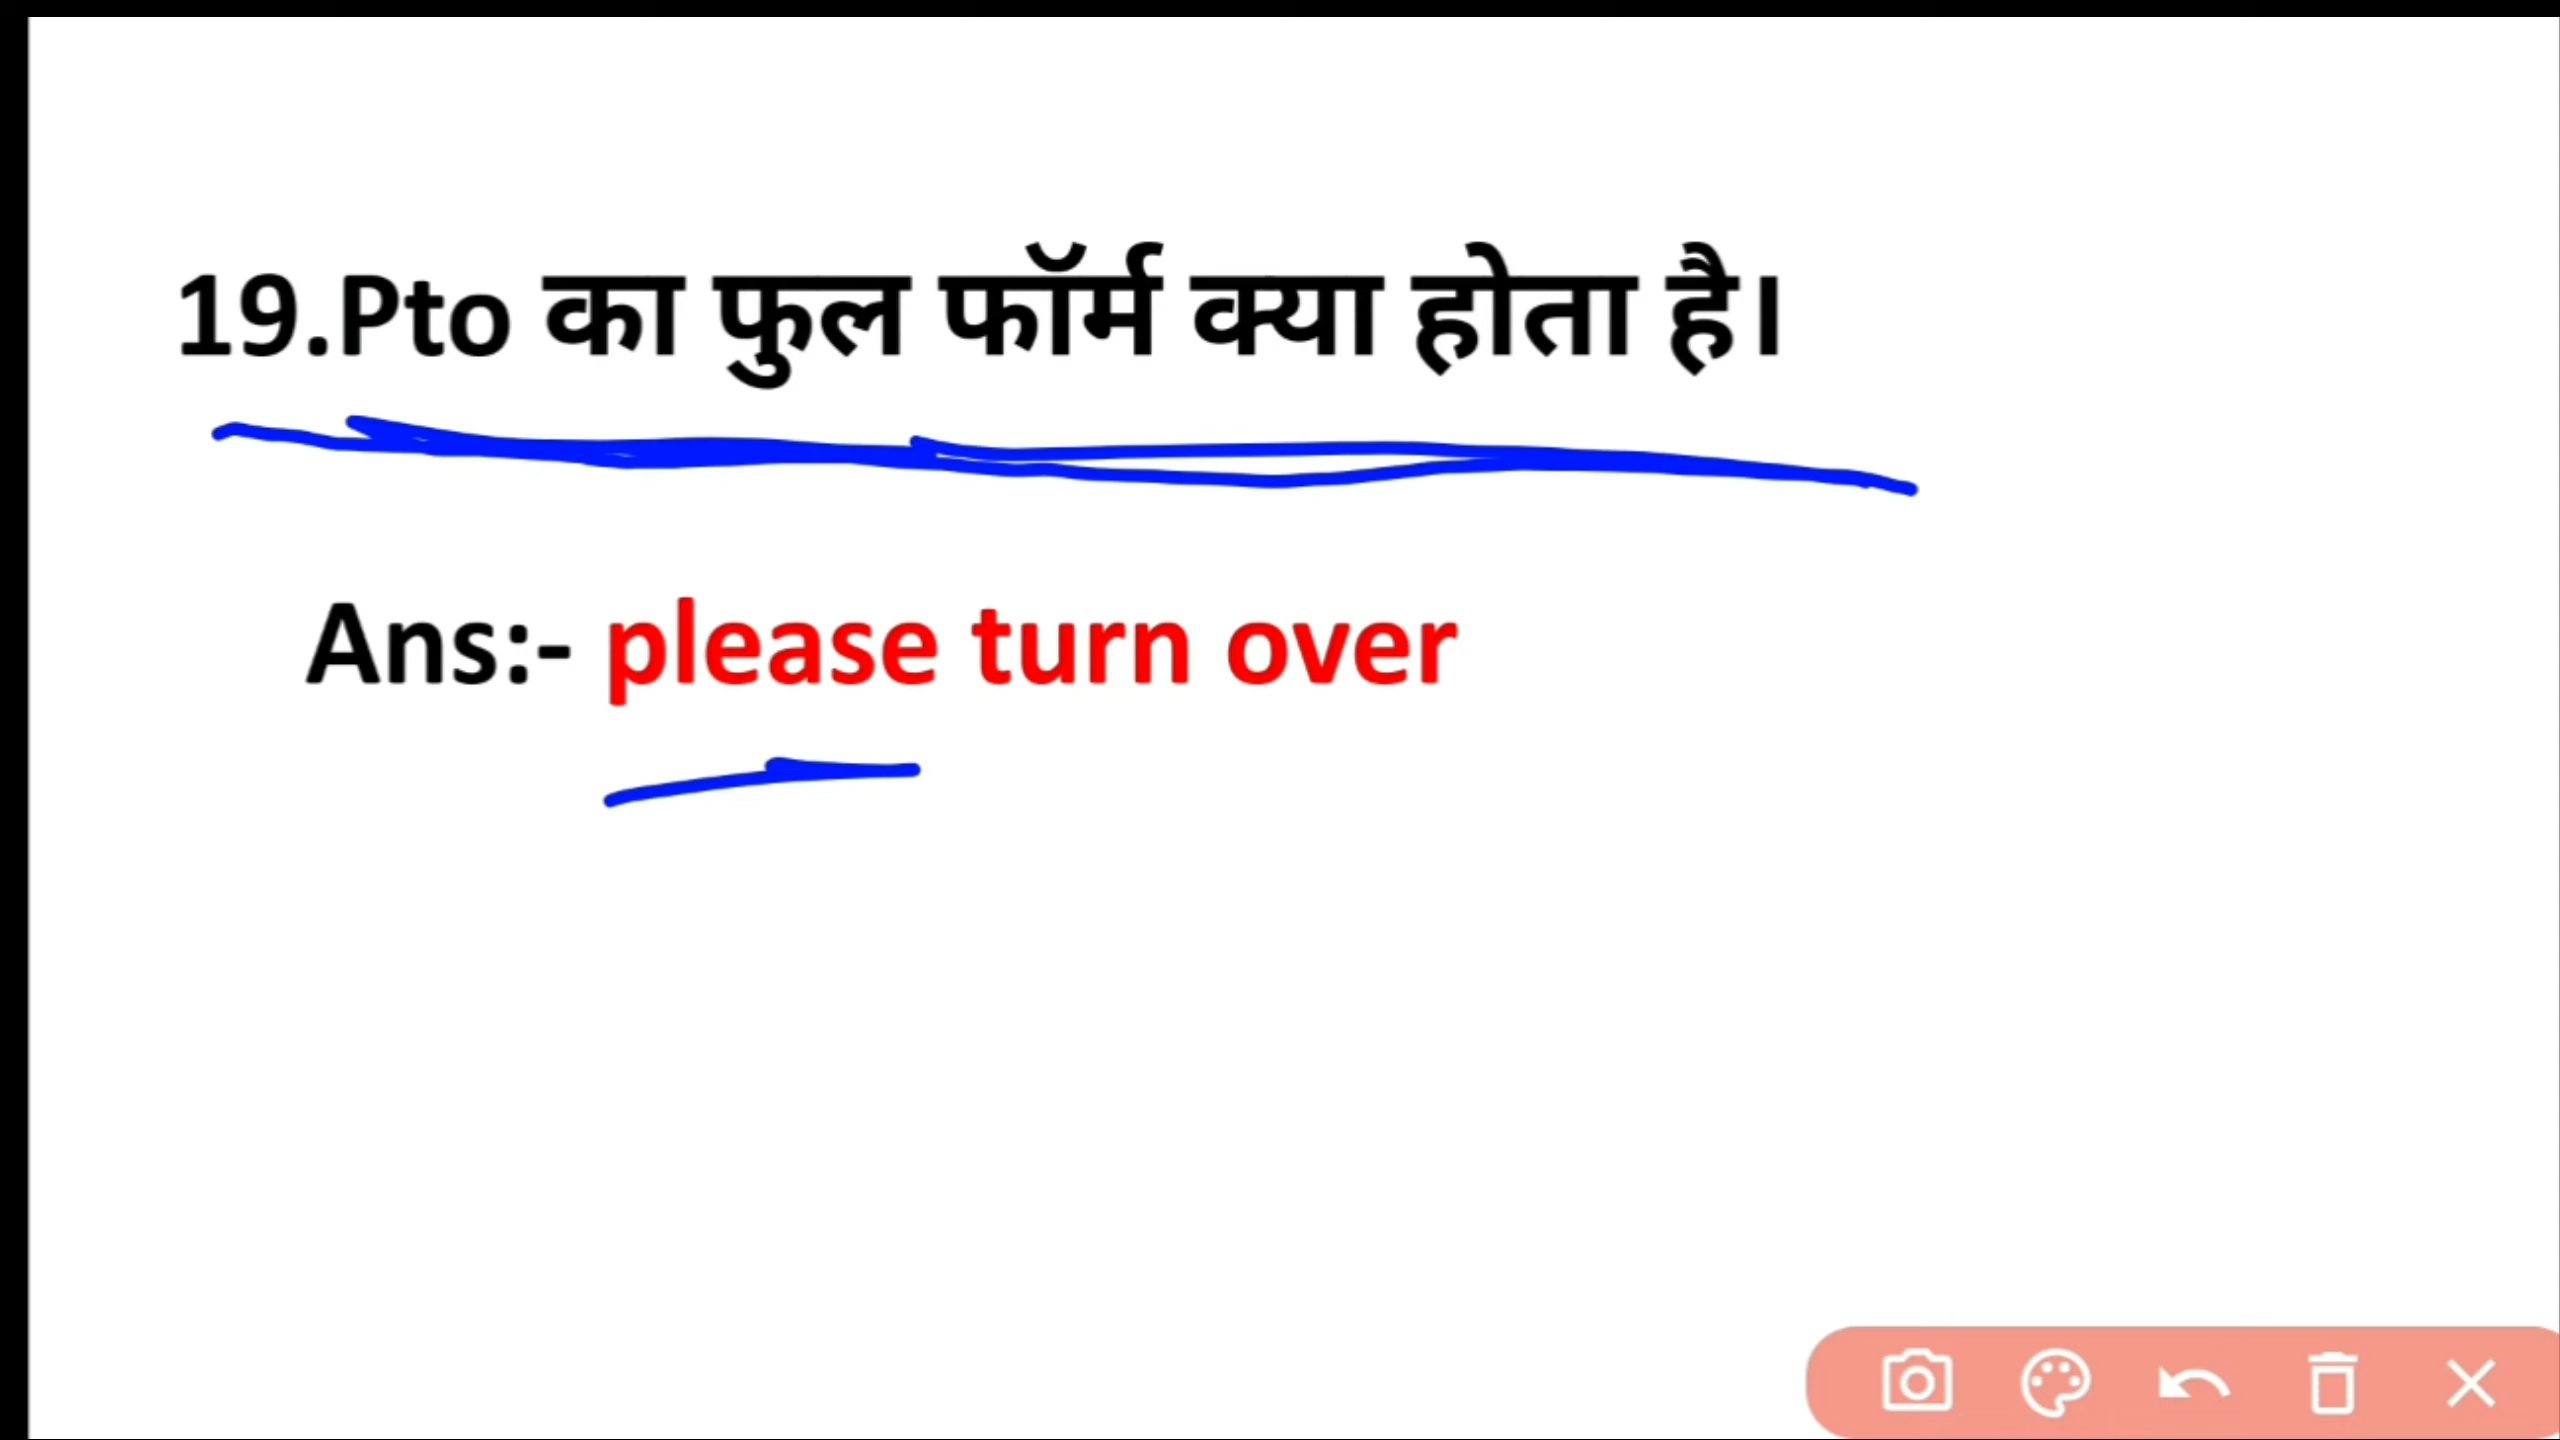 19.Pto का फुल फॉर्म क्या होता है।
Ans:- please turn over